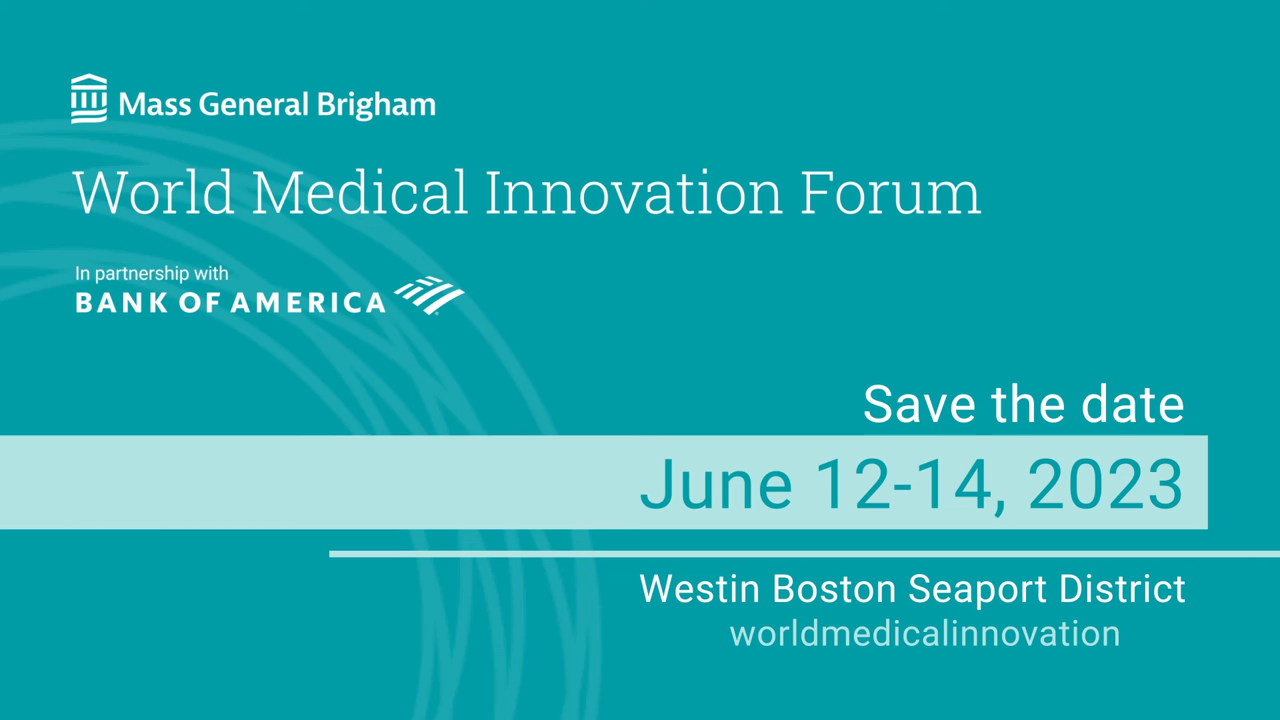 Mass General Brigham
World Medical Innovation Forum
In partnership with
BANK OF AMERICA
Save the date
June 12-14, 2023
Westin Boston Seaport District
worldmedicalinnovation